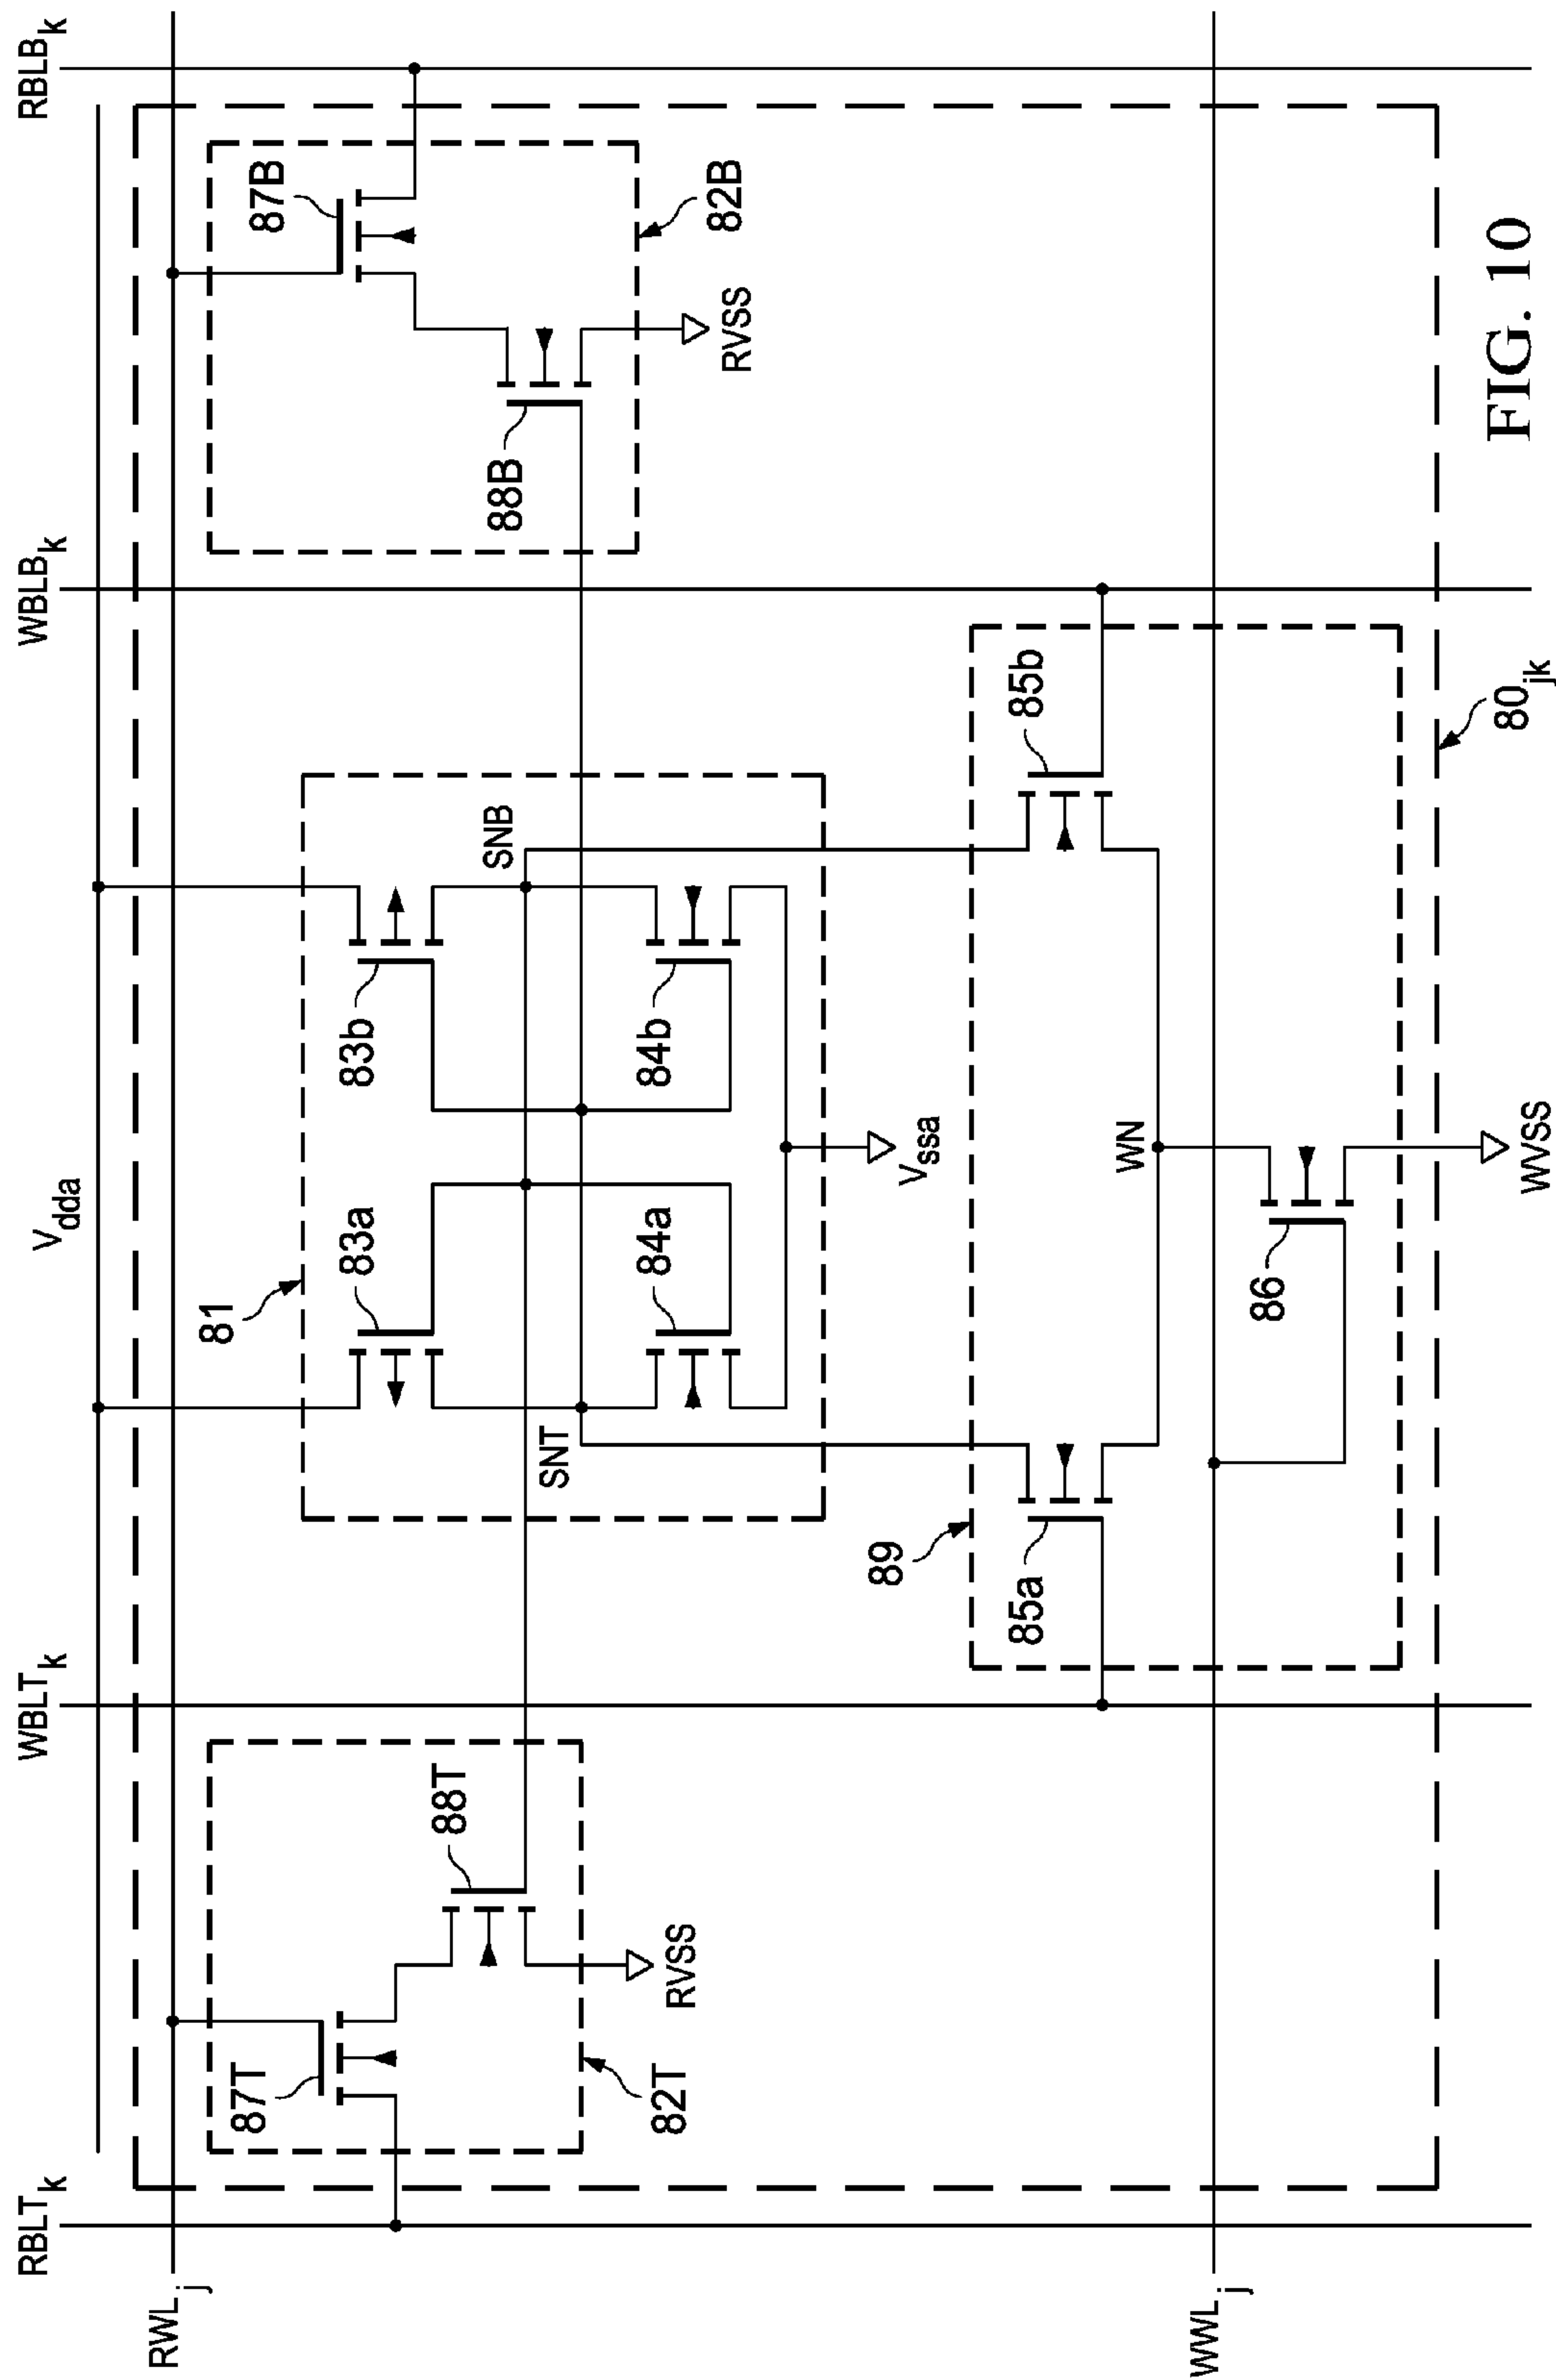 RBLTk
WBLTk
Vdda
WBLBk
RBLBk
RWLj
87T
88T
RVSS
82T
81
83a
83b
SNT
SNB
84a
84b
Vssa
87B
88B
RVSS
82B
89
85a
85b
WN
WWLj
86
WVSS
80jk
FIG. 10